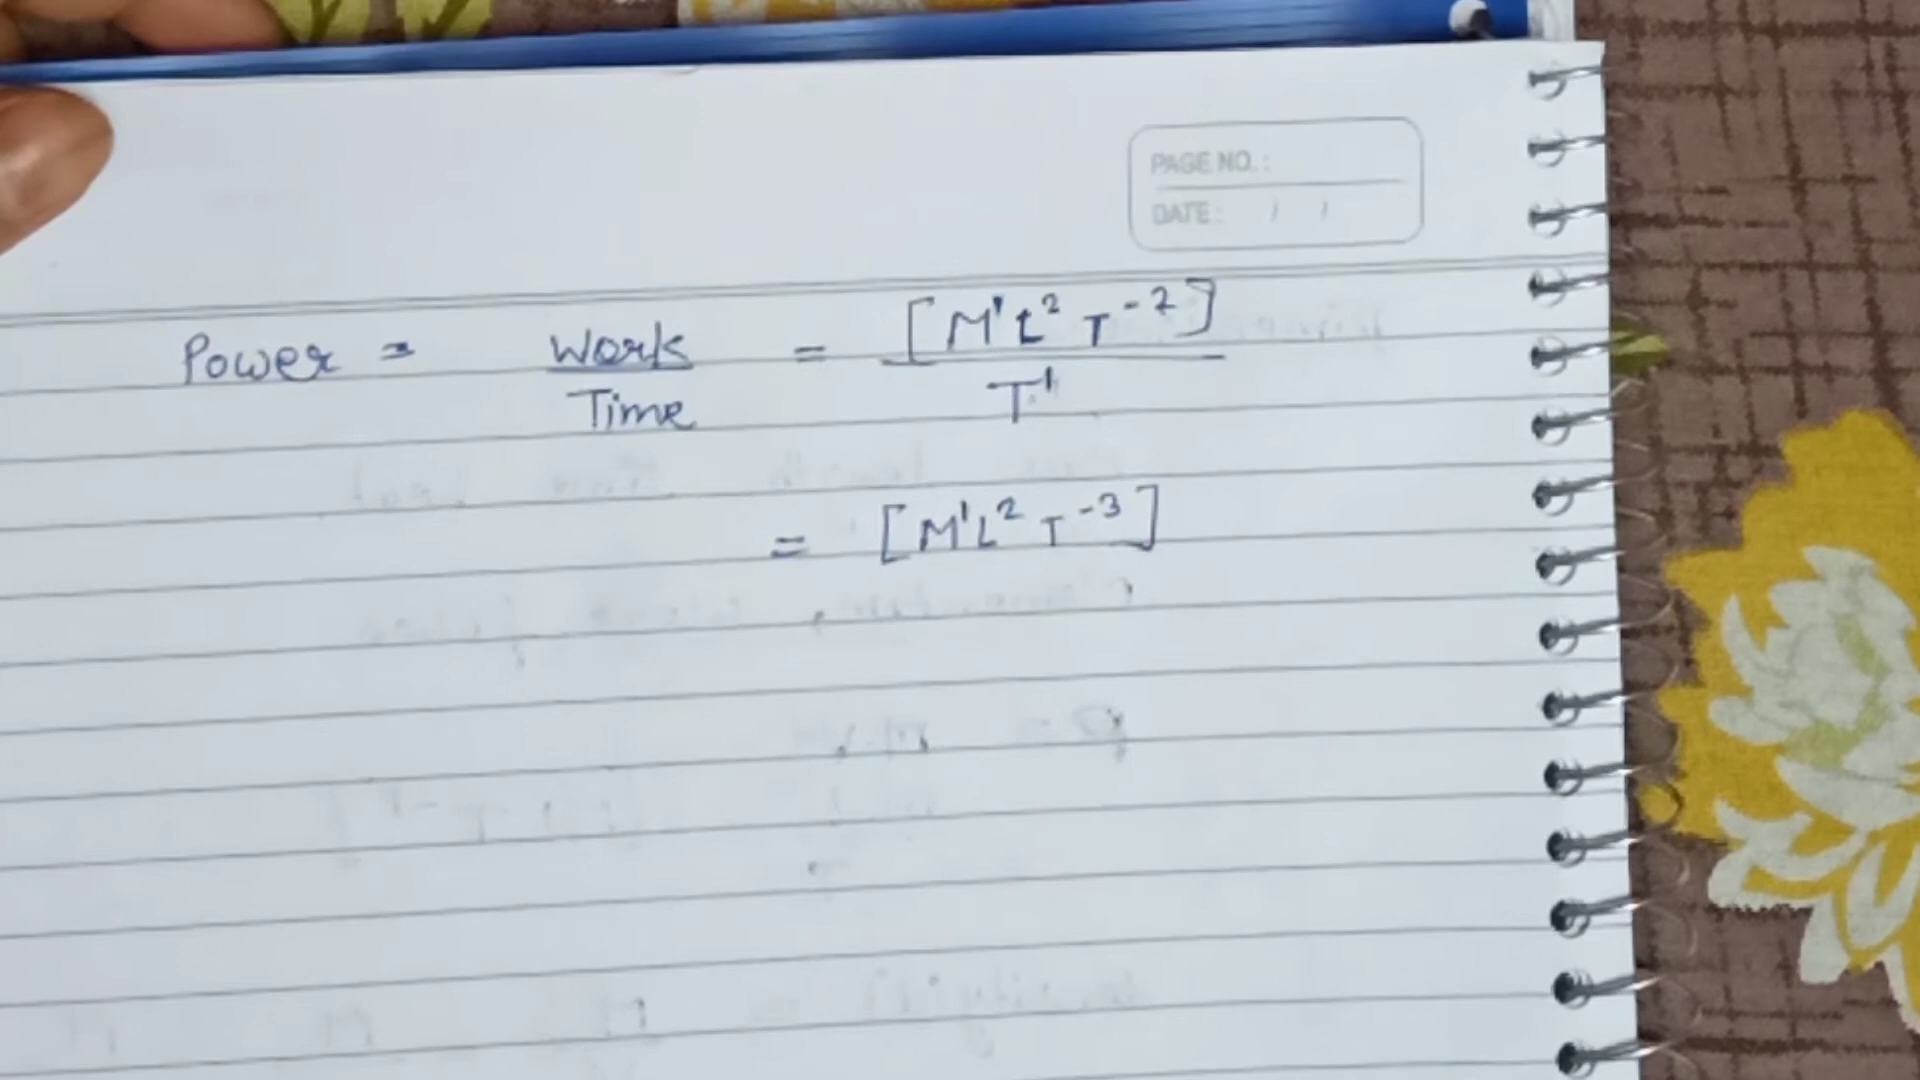 PAGE NO.:
DATE: / /
Power = Work/Time = [M¹L²T⁻²]/T¹
= [M¹L²T⁻³]